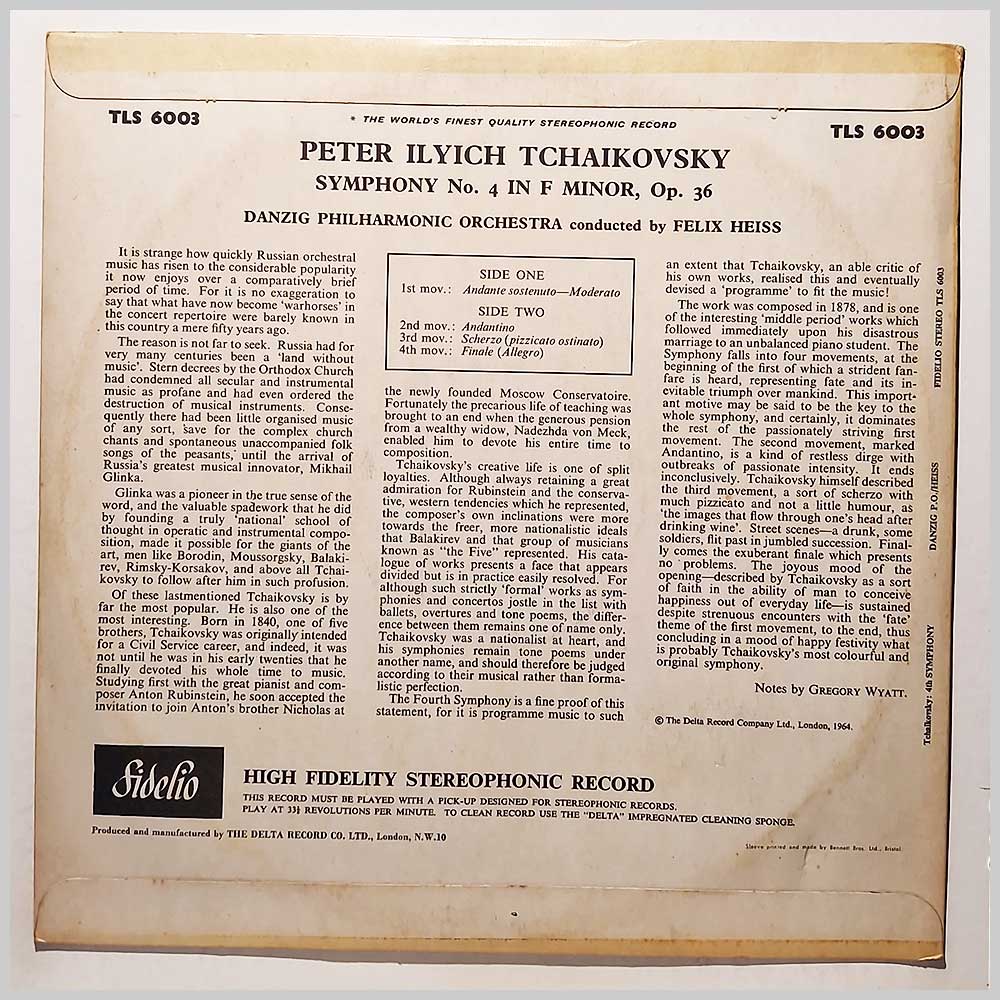 TLS 6003
* THE WORLD'S FINEST QUALITY STEREOPHONIC RECORD
TLS 6003
PETER ILYICH TCHAIKOVSKY
SYMPHONY No. 4 IN F MINOR, Op. 36
DANZIG PHILHARMONIC ORCHESTRA conducted by FELIX HEISS
It is strange how quickly Russian orchestral
music has risen to the considerable popularity
it now enjoys over a comparatively brief
period of time. For it is no exaggeration to
say that what have now become 'warhorses' in
the concert repertoire were barely known in
this country a mere fifty years ago.
The reason is not far to seek. Russia had for
very many centuries been a 'land without
music'. Stern decrees by the Orthodox Church
had condemned all secular and instrumental
music as profane and had even ordered the
destruction of musical instruments. Conse-
quently there had been little organised music
of any sort, save for the complex church
chants and spontaneous unaccompanied folk
songs of the peasants, until the arrival of
Russia's greatest musical innovator, Mikhail
Glinka.
Glinka was a pioneer in the true sense of the
word, and the valuable spadework that he did
by founding a truly 'national' school of
thought in operatic and instrumental compo-
sition, made it possible for the giants of the
art, men like Borodin, Moussorgsky, Balaki-
rev, Rimsky-Korsakov, and above all Tchai-
kovsky to follow after him in such profusion.
Of these lastmentioned Tchaikovsky is by
far the most popular. He is also one of the
most interesting. Born in 1840, one of five
brothers, Tchaikovsky was originally intended
for a Civil Service career, and indeed, it was
not until he was in his early twenties that he
finally devoted his whole time to music.
Studying first with the great pianist and com-
poser Anton Rubinstein, he soon accepted the
invitation to join Anton's brother Nicholas at
SIDE ONE
1st mov.: Andante sostenuto—Moderato
SIDE TWO
2nd mov.: Andantino
3rd mov.: Scherzo (pizzicato ostinato)
4th mov.: Finale (Allegro)
the newly founded Moscow Conservatoire.
Fortunately the precarious life of teaching was
brought to an end when the generous pension
from a wealthy widow, Nadezhda von Meck,
enabled him to devote his entire time to
composition.
Tchaikovsky's creative life is one of split
loyalties. Although always retaining a great
admiration for Rubinstein and the conserva-
tive, western tendencies which he represented,
the composer's own inclinations were more
towards the freer, more nationalistic ideals
that Balakirev and that group of musicians
known as "the Five" represented. His cata-
logue of works presents a face that appears
divided but is in practice easily resolved. For
although such strictly 'formal' works as sym-
phonies and concertos jostle in the list with
ballets, overtures and tone poems, the differ-
ence between them remains one of name only.
Tchaikovsky was a nationalist at heart, and
his symphonies remain tone poems under
another name, and should therefore be judged
according to their musical rather than forma-
listic perfection.
The Fourth Symphony is a fine proof of this
statement, for it is programme music to such
an extent that Tchaikovsky, an able critic of
his own works, realised this and eventually
devised a 'programme' to fit the music!
The work was composed in 1878, and is one
of the interesting 'middle period' works which
followed immediately upon his disastrous
marriage to an unbalanced piano student. The
Symphony falls into four movements, at the
beginning of the first of which a strident fan-
fare is heard, representing fate and its in-
evitable triumph over mankind. This import-
ant motive may be said to be the key to the
whole symphony, and certainly, it dominates
the rest of the passionately striving first
movement. The second movement, marked
Andantino, is a kind of restless dirge with
outbreaks of passionate intensity. It ends
inconclusively. Tchaikovsky himself described
the third movement, a sort of scherzo with
much pizzicato and not a little humour, as
'the images that flow through one's head after
drinking wine'. Street scenes—a drunk, some
soldiers, flit past in jumbled succession. Final-
ly comes the exuberant finale which presents
no problems. The joyous mood of the
opening—described by Tchaikovsky as a sort
of faith in the ability of man to conceive
happiness out of everyday life—is sustained
despite strenuous encounters with the 'fate'
theme of the first movement, to the end, thus
concluding in a mood of happy festivity what
is probably Tchaikovsky's most colourful and
original symphony.
Notes by GREGORY WYATT.
© The Delta Record Company Ltd., London, 1964.
Tchaikovsky: 4th SYMPHONY
DANZIG P.O./HEISS
FIDELIO STEREO TLS 6003
Fidelio
HIGH FIDELITY STEREOPHONIC RECORD
THIS RECORD MUST BE PLAYED WITH A PICK-UP DESIGNED FOR STEREOPHONIC RECORDS.
PLAY AT 33⅓ REVOLUTIONS PER MINUTE. TO CLEAN RECORD USE THE "DELTA" IMPREGNATED CLEANING SPONGE.
Produced and manufactured by THE DELTA RECORD CO. LTD., London, N.W.10
Sleeve printed and made by Bennett Bros. Ltd., Bristol.